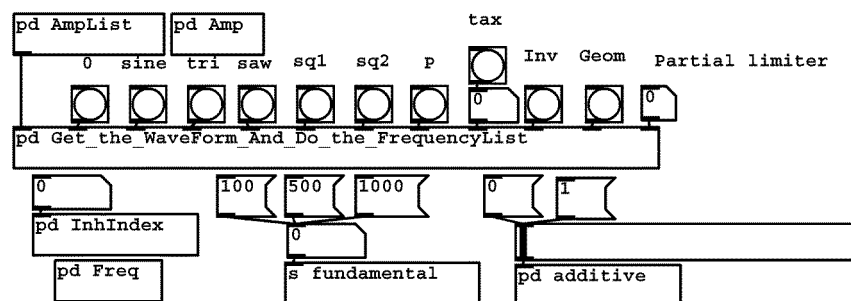 pd AmpList pd Amp
tax
0 sine tri saw sq1 sq2 p Inv Geom Partial limiter
0 0
pd Get_the_WaveForm_And_Do_the_FrequencyList
0 100 500 1000 0 1
pd InhIndex 0
pd Freq s fundamental pd additive